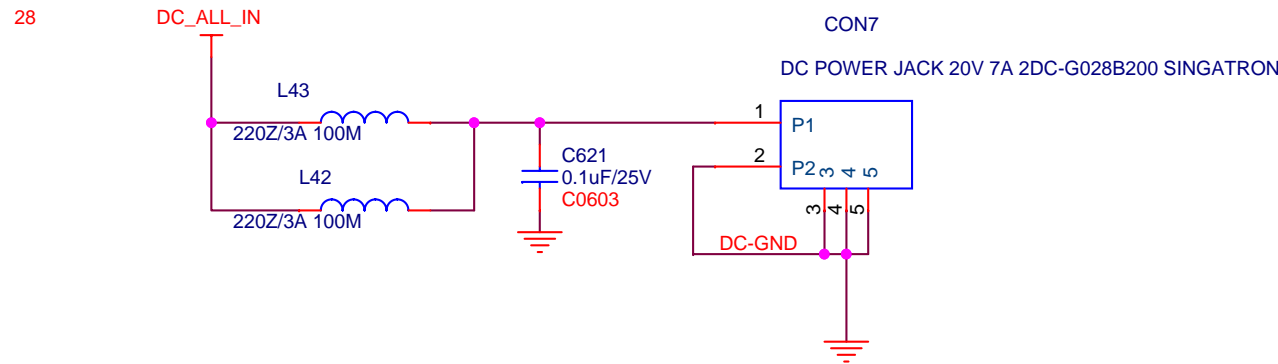 28
DC_ALL_IN
CON7
DC POWER JACK 20V 7A 2DC-G028B200 SINGATRON
L43
220Z/3A 100M
1
P1
2
P2
3
4
5
C621
0.1uF/25V
C0603
L42
220Z/3A 100M
3
4
5
DC-GND